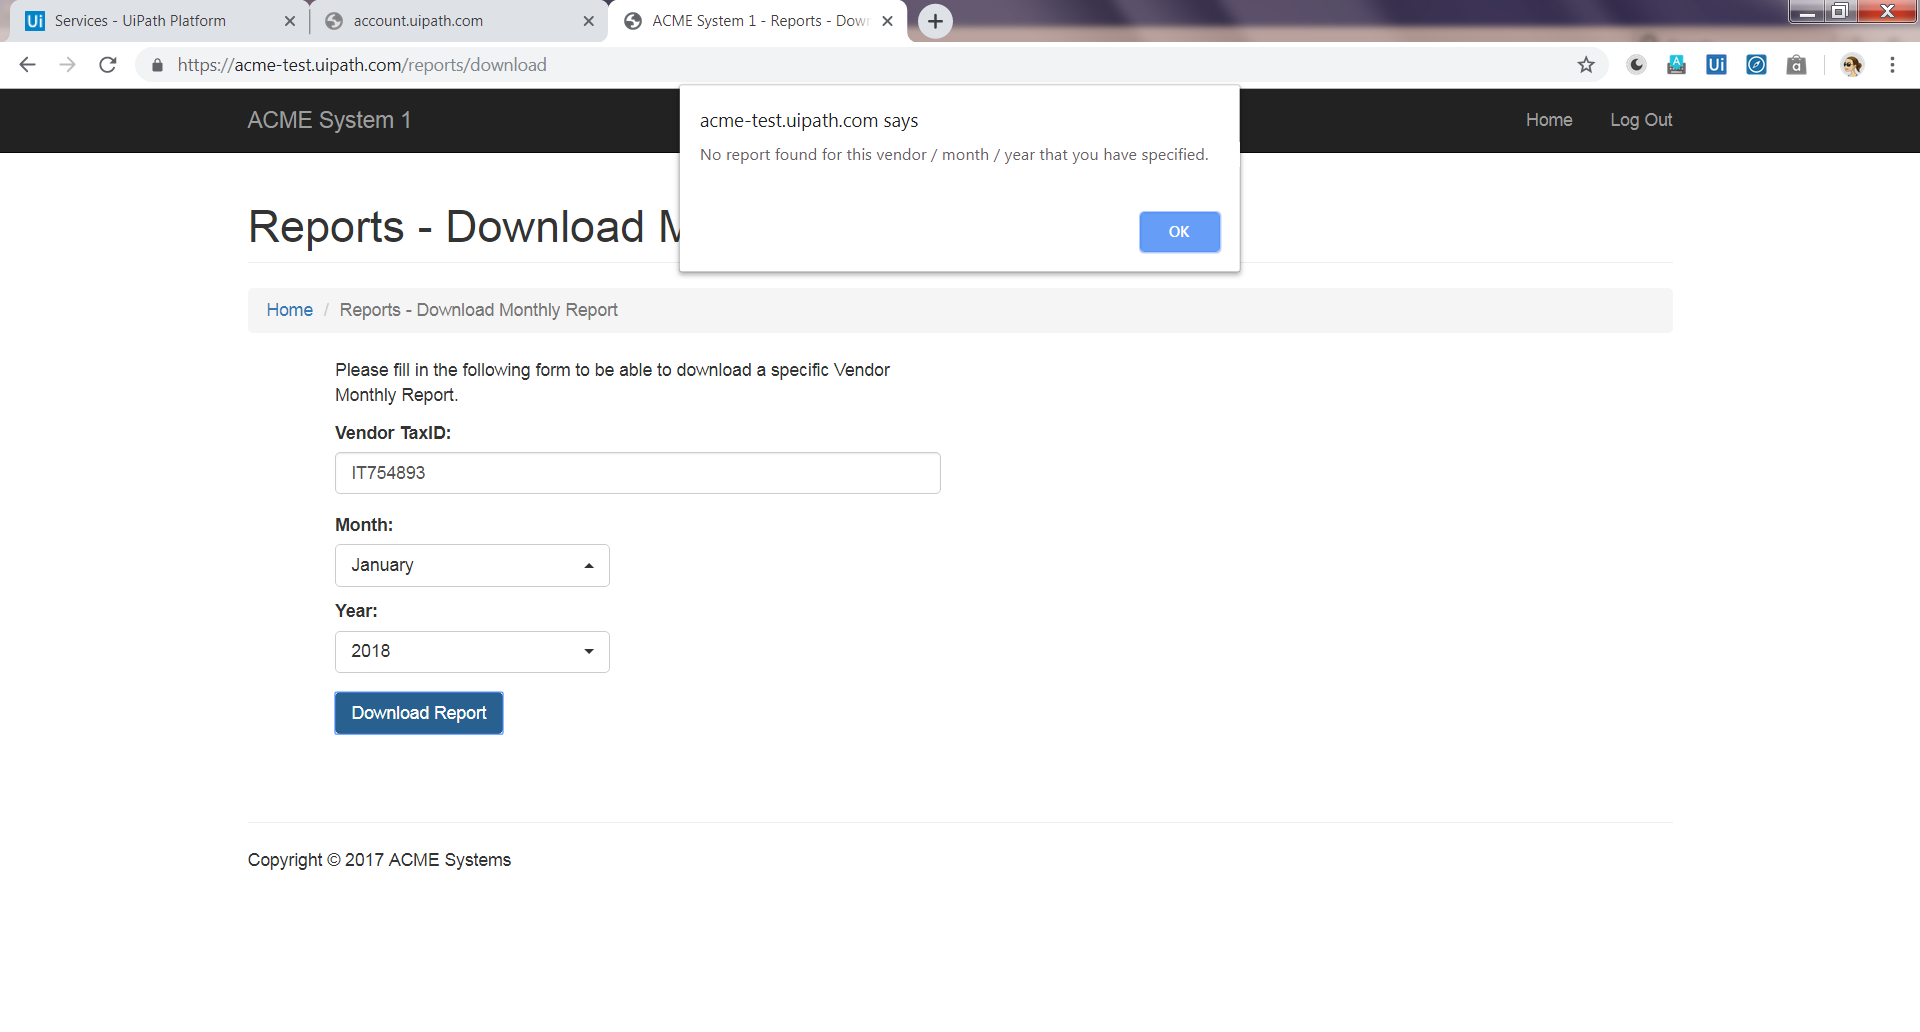 Services - UiPath Platform
account.uipath.com
ACME System 1 - Reports - Dow
https://acme-test.uipath.com/reports/download
ACME System 1
Home
Log Out
acme-test.uipath.com says
No report found for this vendor / month / year that you have specified.
OK
Reports - Download M
Home / Reports - Download Monthly Report
Please fill in the following form to be able to download a specific Vendor
Monthly Report.
Vendor TaxID:
IT754893
Month:
January
Year:
2018
Download Report
Copyright © 2017 ACME Systems